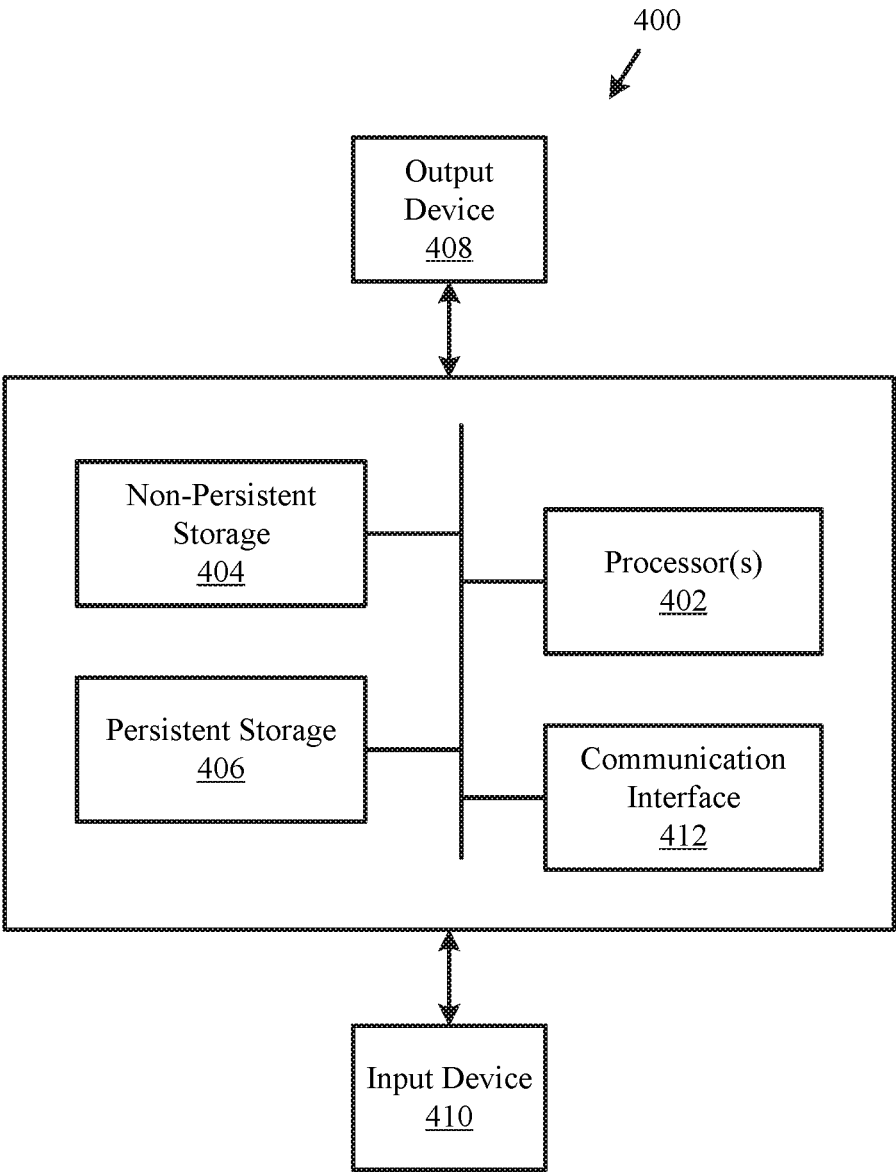 400
Output
Device
408
Non-Persistent
Storage
404
Processor(s)
402
Persistent Storage
406
Communication
Interface
412
Input Device
410